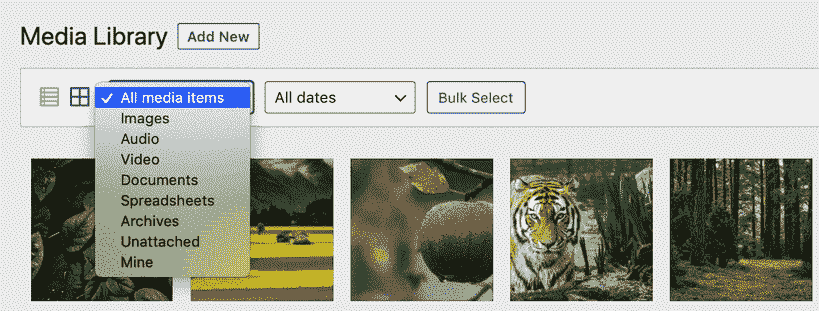 Media Library Add New
All media items
All dates
Bulk Select
Images
Audio
Video
Documents
Spreadsheets
Archives
Unattached
Mine